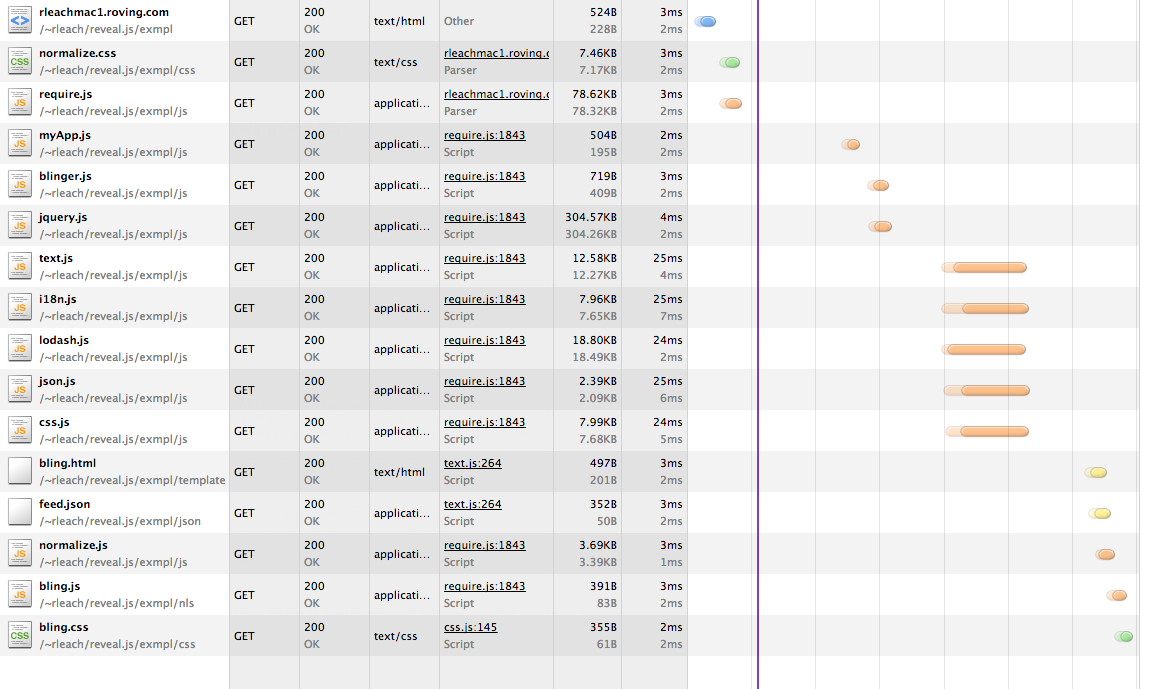 rleachmac1.roving.com
/~rleach/reveal.js/exmpl
GET
200
OK
text/html
Other
524B
228B
3ms
2ms
CSS
normalize.css
/~rleach/reveal.js/exmpl/css
GET
200
OK
text/css
rleachmac1.roving.c
Parser
7.46KB
7.17KB
3ms
2ms
JS
require.js
/~rleach/reveal.js/exmpl/js
GET
200
OK
applicati...
rleachmac1.roving.c
Parser
78.62KB
78.32KB
3ms
2ms
JS
myApp.js
/~rleach/reveal.js/exmpl/js
GET
200
OK
applicati...
require.js:1843
Script
504B
195B
2ms
2ms
JS
blinger.js
/~rleach/reveal.js/exmpl/js
GET
200
OK
applicati...
require.js:1843
Script
719B
409B
3ms
2ms
JS
jquery.js
/~rleach/reveal.js/exmpl/js
GET
200
OK
applicati...
require.js:1843
Script
304.57KB
304.26KB
4ms
2ms
JS
text.js
/~rleach/reveal.js/exmpl/js
GET
200
OK
applicati...
require.js:1843
Script
12.58KB
12.27KB
25ms
4ms
JS
i18n.js
/~rleach/reveal.js/exmpl/js
GET
200
OK
applicati...
require.js:1843
Script
7.96KB
7.65KB
25ms
7ms
JS
lodash.js
/~rleach/reveal.js/exmpl/js
GET
200
OK
applicati...
require.js:1843
Script
18.80KB
18.49KB
24ms
2ms
JS
json.js
/~rleach/reveal.js/exmpl/js
GET
200
OK
applicati...
require.js:1843
Script
2.39KB
2.09KB
25ms
6ms
JS
css.js
/~rleach/reveal.js/exmpl/js
GET
200
OK
applicati...
require.js:1843
Script
7.99KB
7.68KB
24ms
5ms
bling.html
/~rleach/reveal.js/exmpl/template
GET
200
OK
text/html
text.js:264
Script
497B
201B
3ms
2ms
feed.json
/~rleach/reveal.js/exmpl/json
GET
200
OK
applicati...
text.js:264
Script
352B
50B
3ms
2ms
JS
normalize.js
/~rleach/reveal.js/exmpl/js
GET
200
OK
applicati...
require.js:1843
Script
3.69KB
3.39KB
3ms
1ms
JS
bling.js
/~rleach/reveal.js/exmpl/nls
GET
200
OK
applicati...
require.js:1843
Script
391B
83B
3ms
2ms
CSS
bling.css
/~rleach/reveal.js/exmpl/css
GET
200
OK
text/css
css.js:145
Script
355B
61B
2ms
2ms